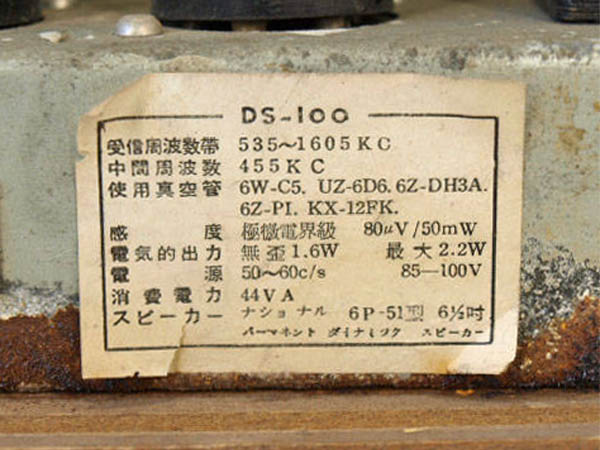 DS-100
受信周波数帯 535~1605KC
中間周波数 455KC
使用真空管 6W-C5. UZ-6D6. 6Z-DH3A.
6Z-PI. KX-12FK.
感度 極微電界級 80μV/50mW
電気的出力 無歪1.6W 最大2.2W
電源 50~60c/s 85—100V
消費電力 44VA
スピーカー ナショナル 6P-51型 6½吋
パーマネント ダイナミック スピーカー